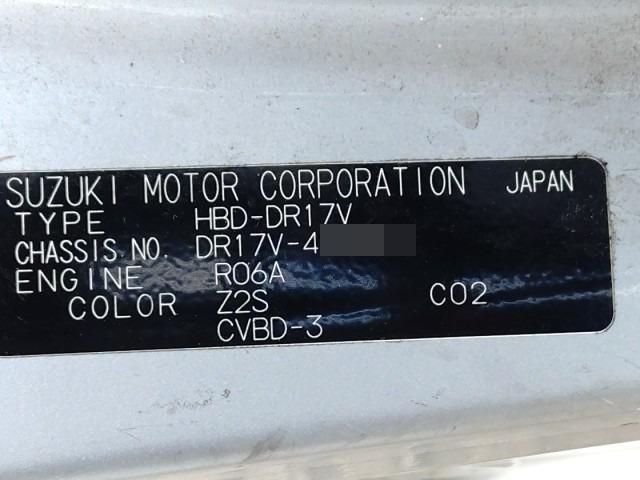 SUZUKI MOTOR CORPORATION JAPAN
TYPE HBD-DR17V
CHASSIS NO. DR17V-4
ENGINE R06A
COLOR Z2S C02
CVBD-3